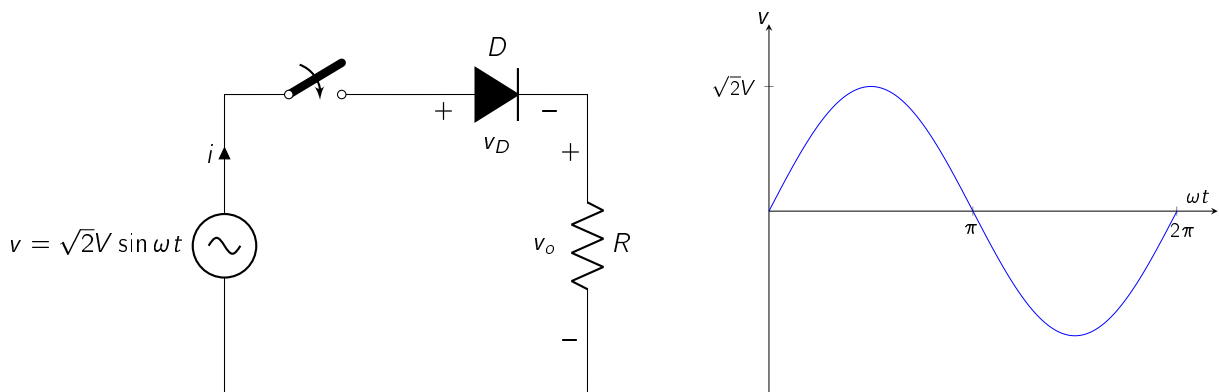 D
+ −
v_D
i
+
v = √2V sin ωt
v_o
R
−
v
√2V
ωt
π
2π